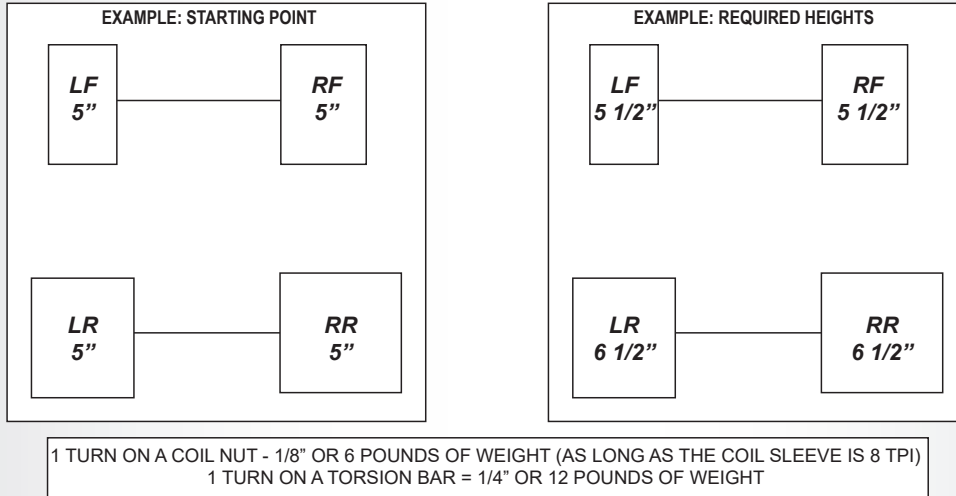 EXAMPLE: STARTING POINT
LF
5”
RF
5”
LR
5”
RR
5”
EXAMPLE: REQUIRED HEIGHTS
LF
5 1/2”
RF
5 1/2”
LR
6 1/2”
RR
6 1/2”
1 TURN ON A COIL NUT - 1/8” OR 6 POUNDS OF WEIGHT (AS LONG AS THE COIL SLEEVE IS 8 TPI)
1 TURN ON A TORSION BAR = 1/4” OR 12 POUNDS OF WEIGHT